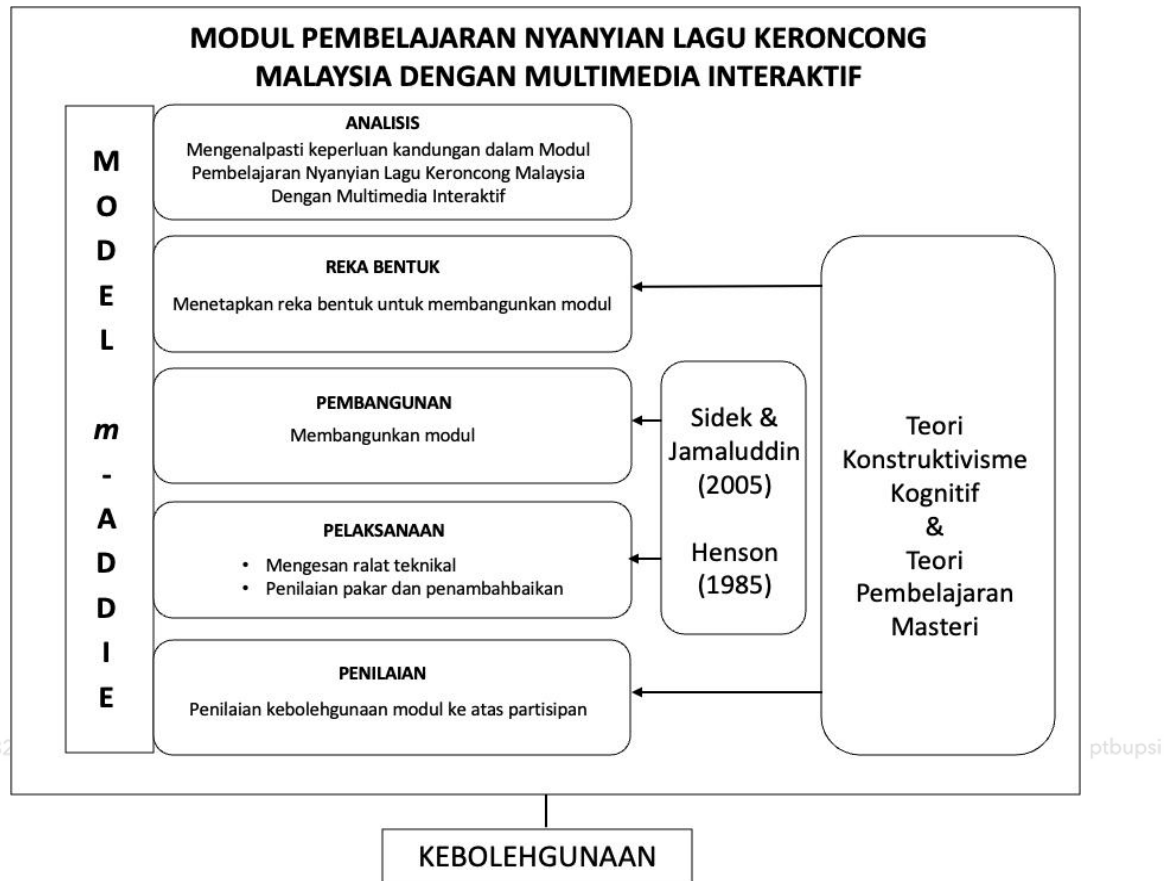 MODUL PEMBELAJARAN NYANYIAN LAGU KERONCONG
MALAYSIA DENGAN MULTIMEDIA INTERAKTIF
M
O
D
E
L
m
-
A
D
D
I
E
ANALISIS
Mengenalpasti keperluan kandungan dalam Modul
Pembelajaran Nyanyian Lagu Keroncong Malaysia
Dengan Multimedia Interaktif
REKA BENTUK
Menetapkan reka bentuk untuk membangunkan modul
PEMBANGUNAN
Membangunkan modul
PELAKSANAAN
• Mengesan ralat teknikal
• Penilaian pakar dan penambahbaikan
PENILAIAN
Penilaian kebolehgunaan modul ke atas partisipan
Sidek &
Jamaluddin
(2005)
Henson
(1985)
Teori
Konstruktivisme
Kognitif
&
Teori
Pembelajaran
Masteri
ptbupsi
KEBOLEHGUNAAN